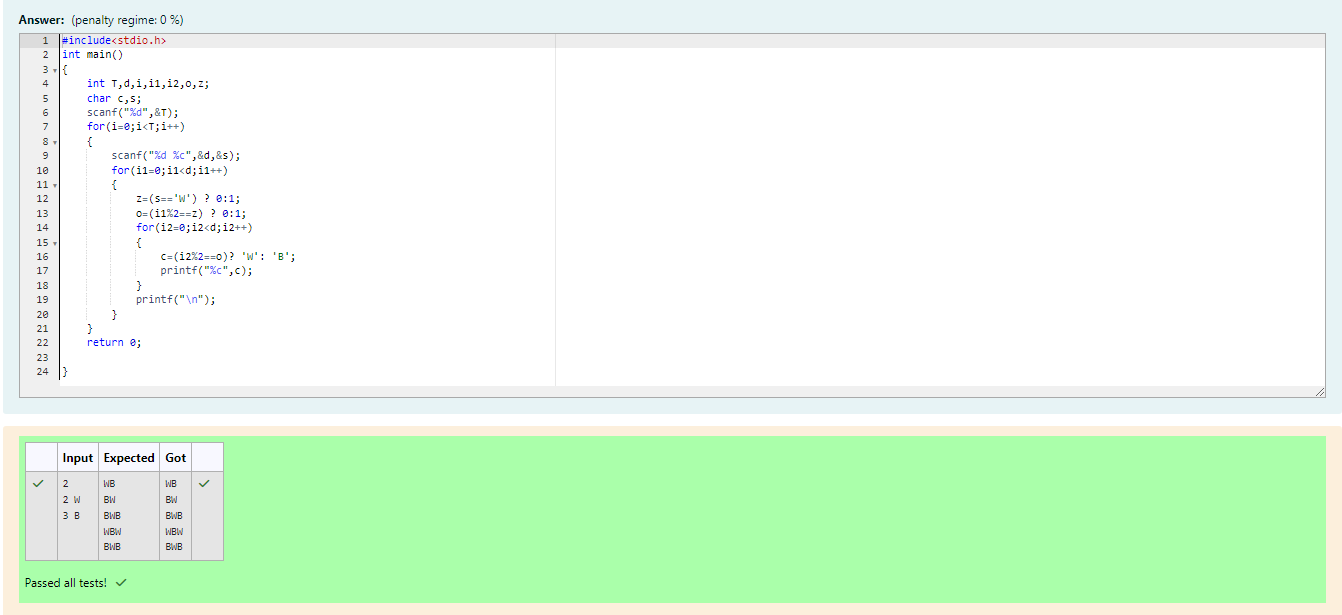 Answer: (penalty regime: 0 %)
1 #include<stdio.h>
2 int main()
3 {
4     int T,d,i,i1,i2,o,z;
5     char c,s;
6     scanf("%d",&T);
7     for(i=0;i<T;i++)
8     {
9         scanf("%d %c",&d,&s);
10         for(i1=0;i1<d;i1++)
11         {
12             z=(s=='W') ? 0:1;
13             o=(i1%2==z) ? 0:1;
14             for(i2=0;i2<d;i2++)
15             {
16                 c=(i2%2==o)? 'W': 'B';
17                 printf("%c",c);
18             }
19             printf("\n");
20         }
21     }
22     return 0;
23
24 }
Input Expected Got
2 WB WB
2 W BW BW
3 B BWB BWB
WBW WBW
BWB BWB
Passed all tests!